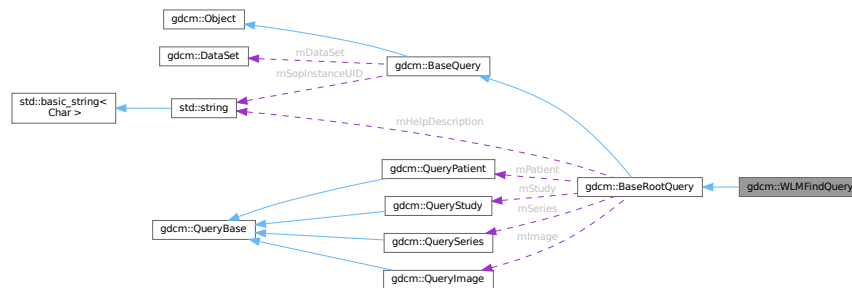 gdcm::Object
gdcm::DataSet
mDataSet
gdcm::BaseQuery
mSopInstanceUID
std::basic_string<
Char >
std::string
mHelpDescription
gdcm::QueryPatient
mPatient
gdcm::BaseRootQuery
gdcm::WLMFindQuery
mStudy
gdcm::QueryStudy
mSeries
gdcm::QueryBase
gdcm::QuerySeries
mImage
gdcm::QueryImage